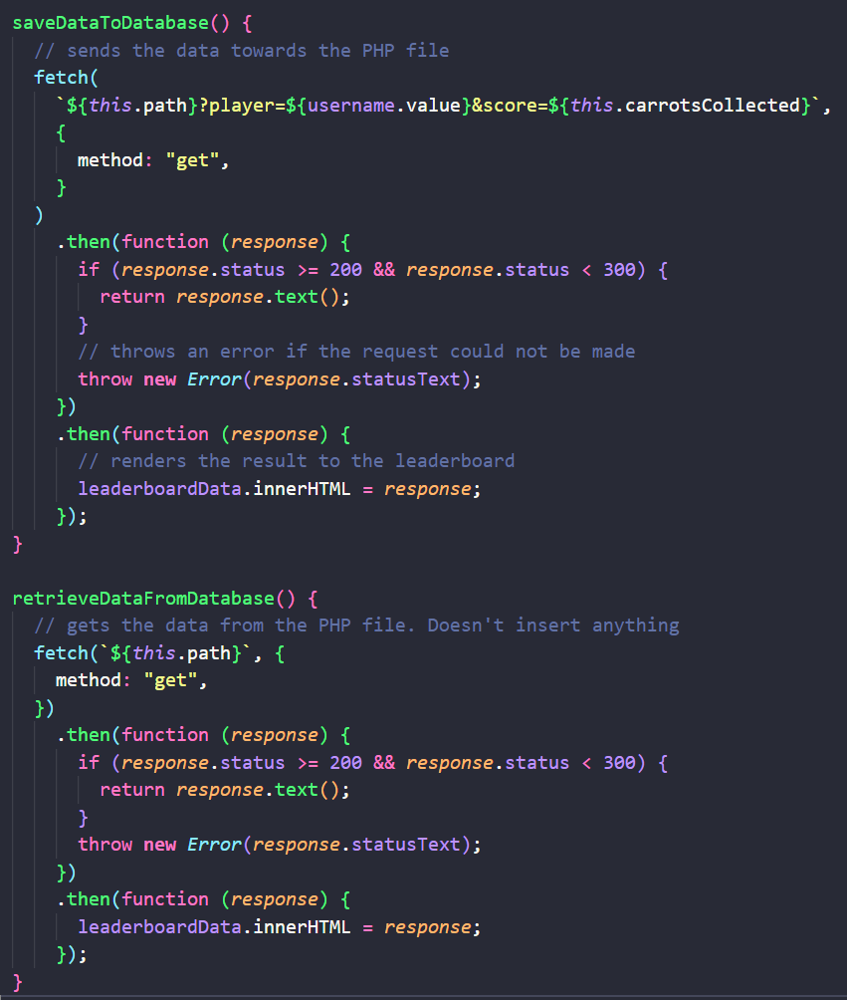 saveDataToDatabase() {
  // sends the data towards the PHP file
  fetch(
    `${this.path}?player=${username.value}&score=${this.carrotsCollected}`,
    {
      method: "get",
    }
  )
    .then(function (response) {
      if (response.status >= 200 && response.status < 300) {
        return response.text();
      }
      // throws an error if the request could not be made
      throw new Error(response.statusText);
    })
    .then(function (response) {
      // renders the result to the leaderboard
      leaderboardData.innerHTML = response;
    });
}

retrieveDataFromDatabase() {
  // gets the data from the PHP file. Doesn't insert anything
  fetch(`${this.path}`, {
    method: "get",
  })
    .then(function (response) {
      if (response.status >= 200 && response.status < 300) {
        return response.text();
      }
      throw new Error(response.statusText);
    })
    .then(function (response) {
      leaderboardData.innerHTML = response;
    });
}